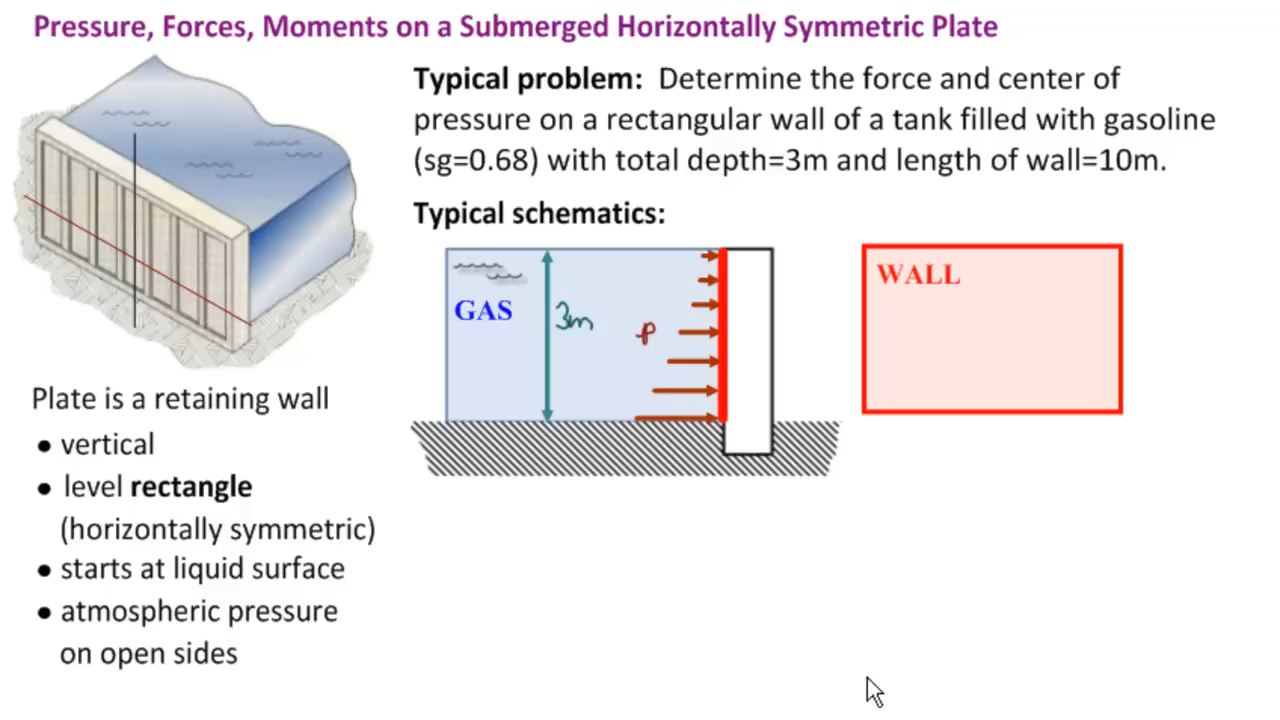 Pressure, Forces, Moments on a Submerged Horizontally Symmetric Plate
Typical problem: Determine the force and center of
pressure on a rectangular wall of a tank filled with gasoline
(sg=0.68) with total depth=3m and length of wall=10m.
Typical schematics:
GAS
3m
p
WALL
Plate is a retaining wall
• vertical
• level rectangle
(horizontally symmetric)
• starts at liquid surface
• atmospheric pressure
on open sides